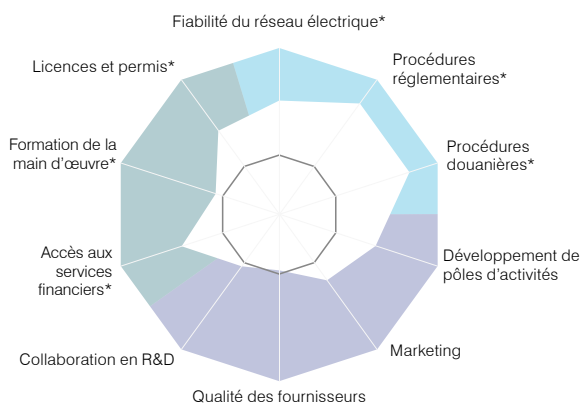 Fiabilité du réseau électrique*
Procédures
réglementaires*
Procédures
douanières*
Développement de
pôles d’activités
Marketing
Qualité des fournisseurs
Collaboration en R&D
Accès aux
services
financiers*
Formation de la
main d’œuvre*
Licences et permis*